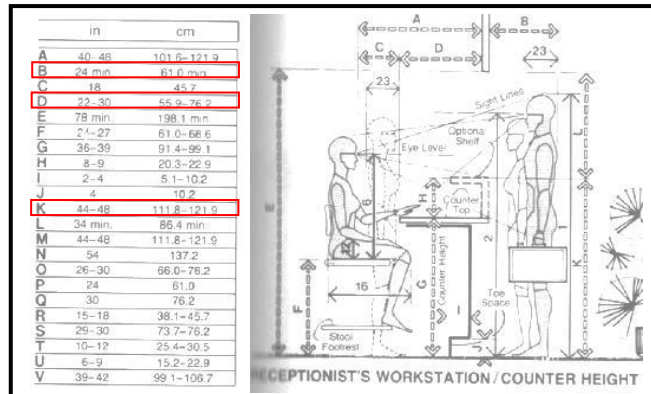 in cm
A 40-48 101.6-121.9
B 24 min. 61.0 min.
C 18 45.7
D 22-30 55.9-76.2
E 78 min. 198.1 min.
F 24-27 61.0-68.6
G 36-39 91.4-99.1
H 8-9 20.3-22.9
I 2-4 5.1-10.2
J 4 10.2
K 44-48 111.8-121.9
L 34 min. 86.4 min.
M 44-48 111.8-121.9
N 54 137.2
O 26-30 66.0-76.2
P 24 61.0
Q 30 76.2
R 15-18 38.1-45.7
S 29-30 73.7-76.2
T 10-12 25.4-30.5
U 6-9 15.2-22.9
V 39-42 99.1-106.7
A
B
C D
23
23
Sight Lines
Optional
Shelf
Eye Level
L
E
6
H
Counter
Top
2
1
K
G
Counter Height
16
F
I
Toe
Space
J
Stool
Footrest
RECEPTIONIST'S WORKSTATION/COUNTER HEIGHT